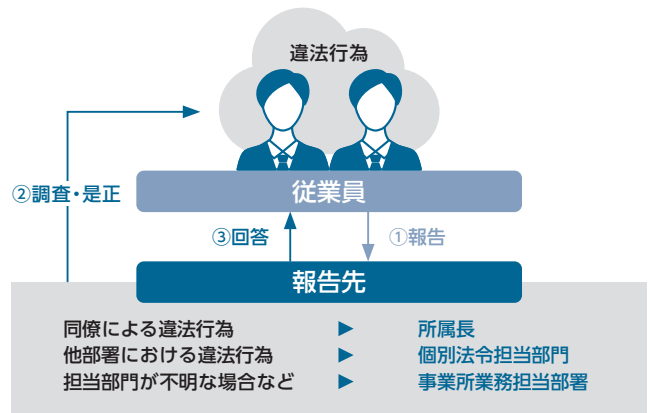 違法行為
②調査・是正
従業員
③回答
①報告
報告先
同僚による違法行為 ▶ 所属長
他部署における違法行為 ▶ 個別法令担当部門
担当部門が不明な場合など ▶ 事業所業務担当部署